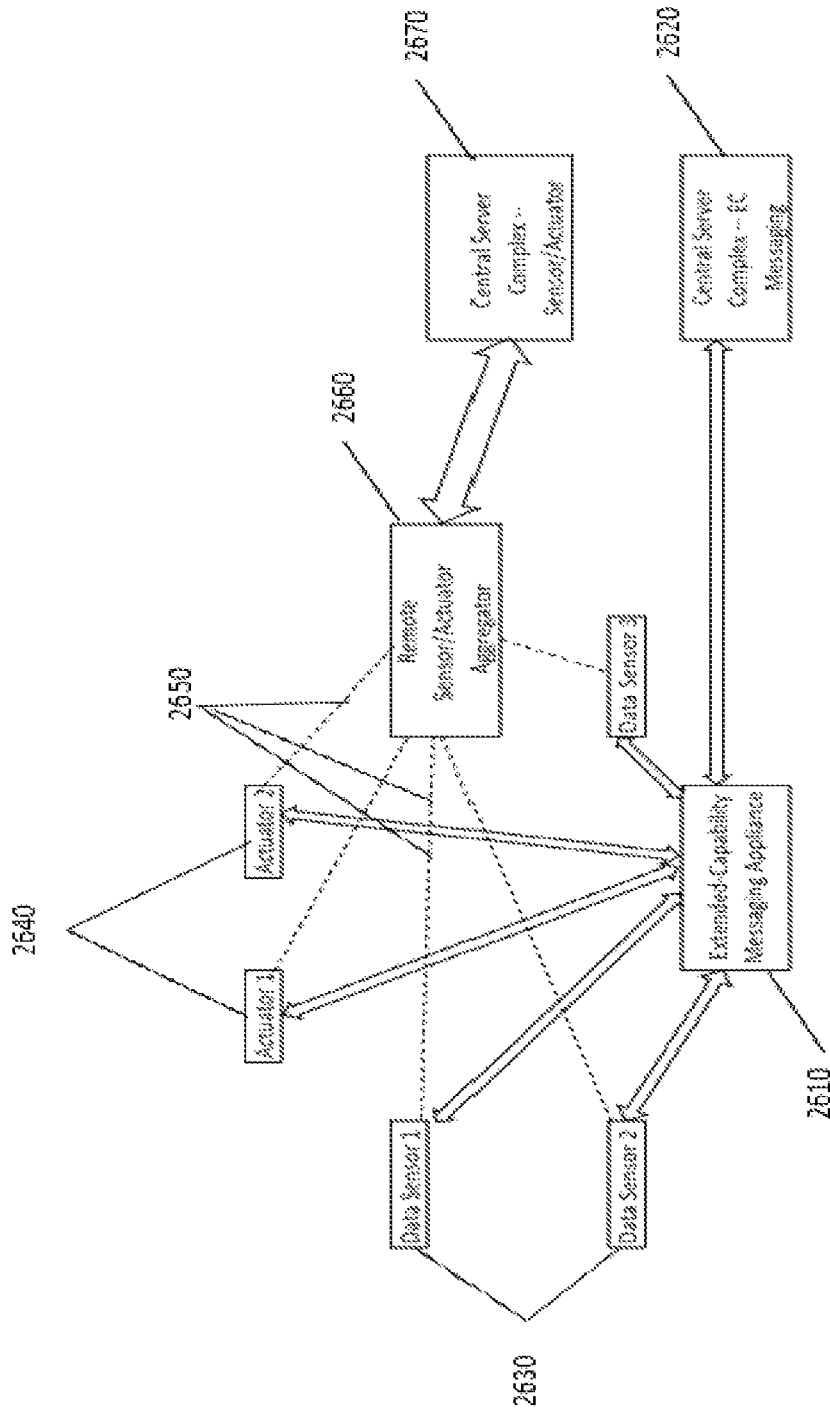 2640
2650
Actuator 1
Actuator 2
2660
Data Sensor 1
Remote
Sensor/Actuator
Aggregator
2670
Central Server
Complex --
Sensor/Actuator
2630
Data Sensor 2
Data Sensor 3
2620
Extended-Capability
Messaging Appliance
Central Server
Complex -- EC
Messaging
2610